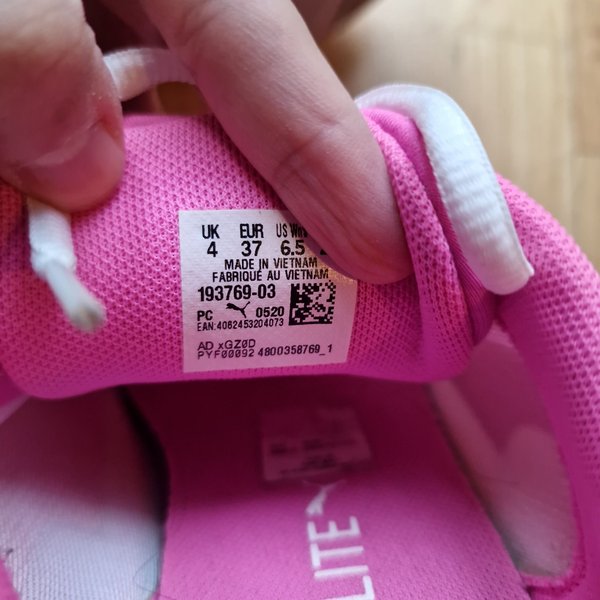 UK EUR US
4 37 6.5
MADE IN VIETNAM
FABRIQUÉ AU VIETNAM
193769-03
PC 0520
EAN:4062453204073
AD xGZ0D
PYF00092 4800358769_1
LITE